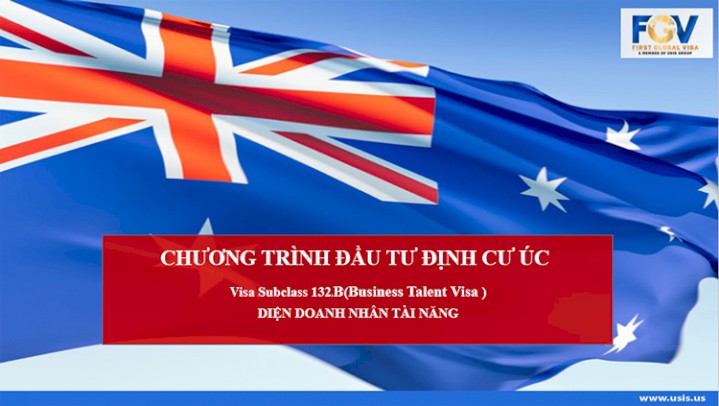 FGV
FIRST GLOBAL VISA
A MEMBER OF USIS GROUP
CHƯƠNG TRÌNH ĐẦU TƯ ĐỊNH CƯ ÚC
Visa Subclass 132.B(Business Talent Visa )
DIỆN DOANH NHÂN TÀI NĂNG
www.usis.us